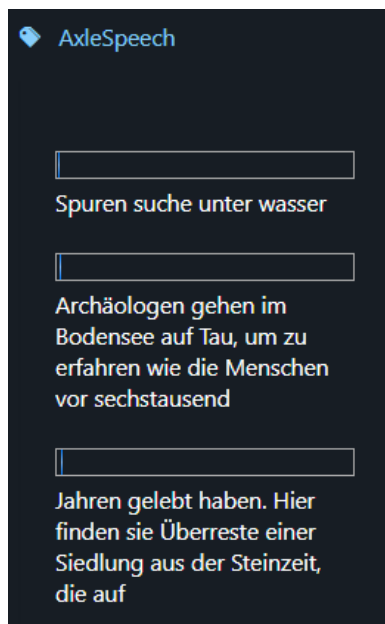 AxleSpeech
Spuren suche unter wasser
Archäologen gehen im
Bodensee auf Tau, um zu
erfahren wie die Menschen
vor sechstausend
Jahren gelebt haben. Hier
finden sie Überreste einer
Siedlung aus der Steinzeit,
die auf